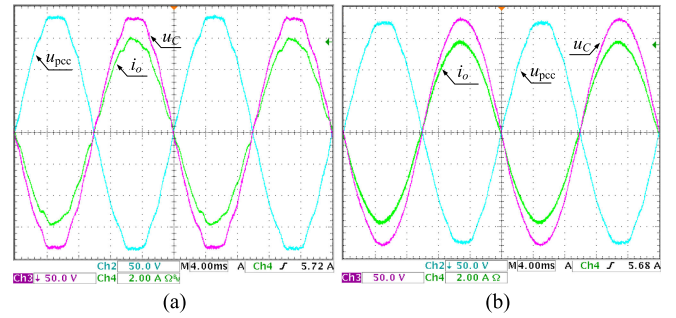 u_pcc i_o u_C
i_o u_pcc u_C
Ch2 50.0 V M 4.00ms A Ch4 ∫ 5.72 A
Ch3 ↓ 50.0 V Ch4 2.00 A Ω
Ch2 ↓ 50.0 V M 4.00ms A Ch4 ∫ 5.68 A
Ch3 50.0 V Ch4 2.00 A Ω
(a) (b)